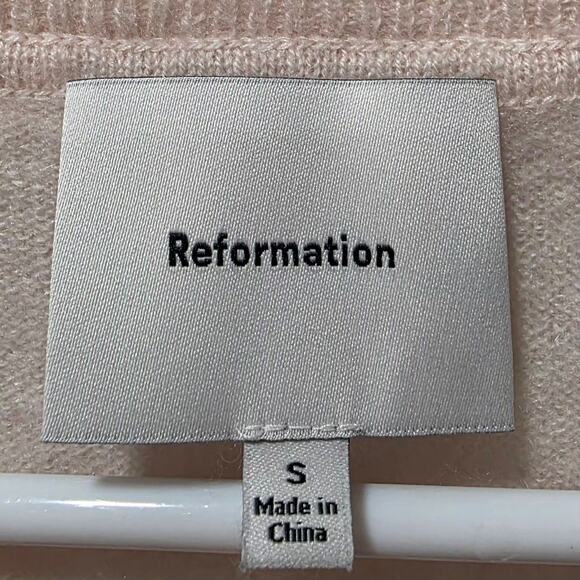 Reformation
S
Made in
China